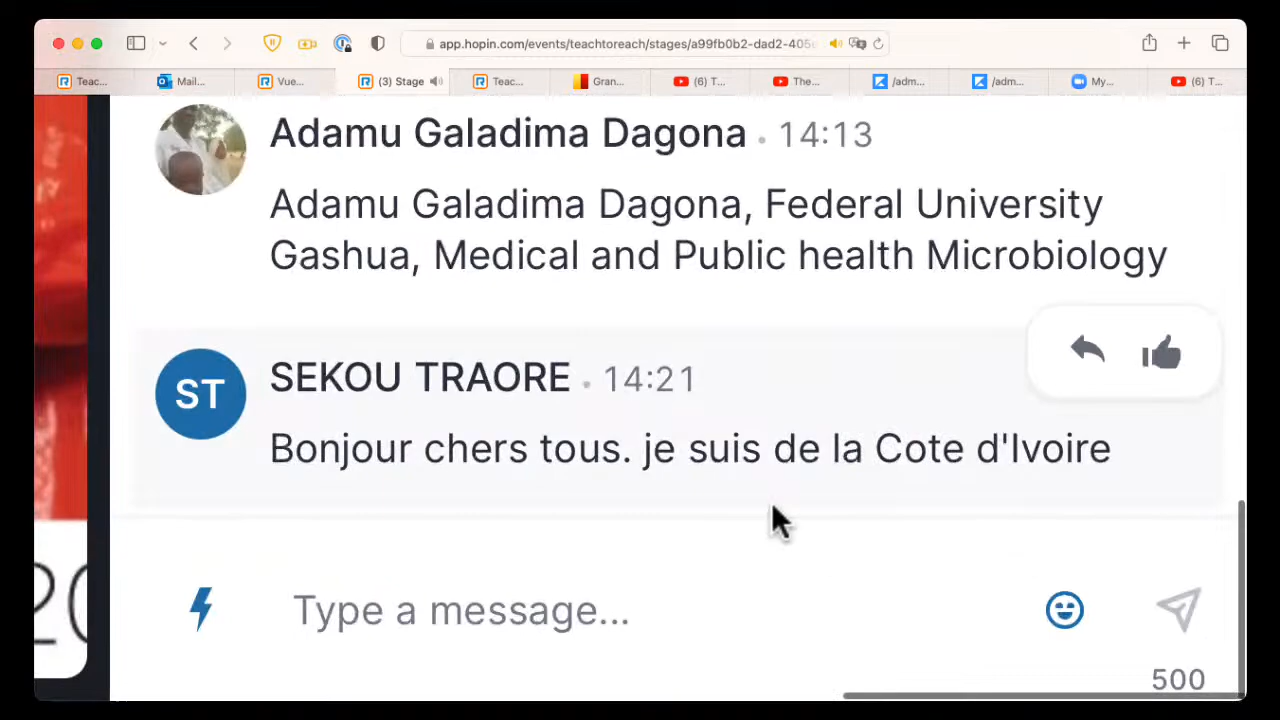 app.hopin.com/events/teachtoreach/stages/a99fb0b2-dad2-405
Teac... Mail... Vue... (3) Stage Teac... Gran... (6) T... The... /adm... /adm... My... (6) T...
Adamu Galadima Dagona · 14:13
Adamu Galadima Dagona, Federal University
Gashua, Medical and Public health Microbiology
ST
SEKOU TRAORE · 14:21
Bonjour chers tous. je suis de la Cote d'Ivoire
20
Type a message...
500